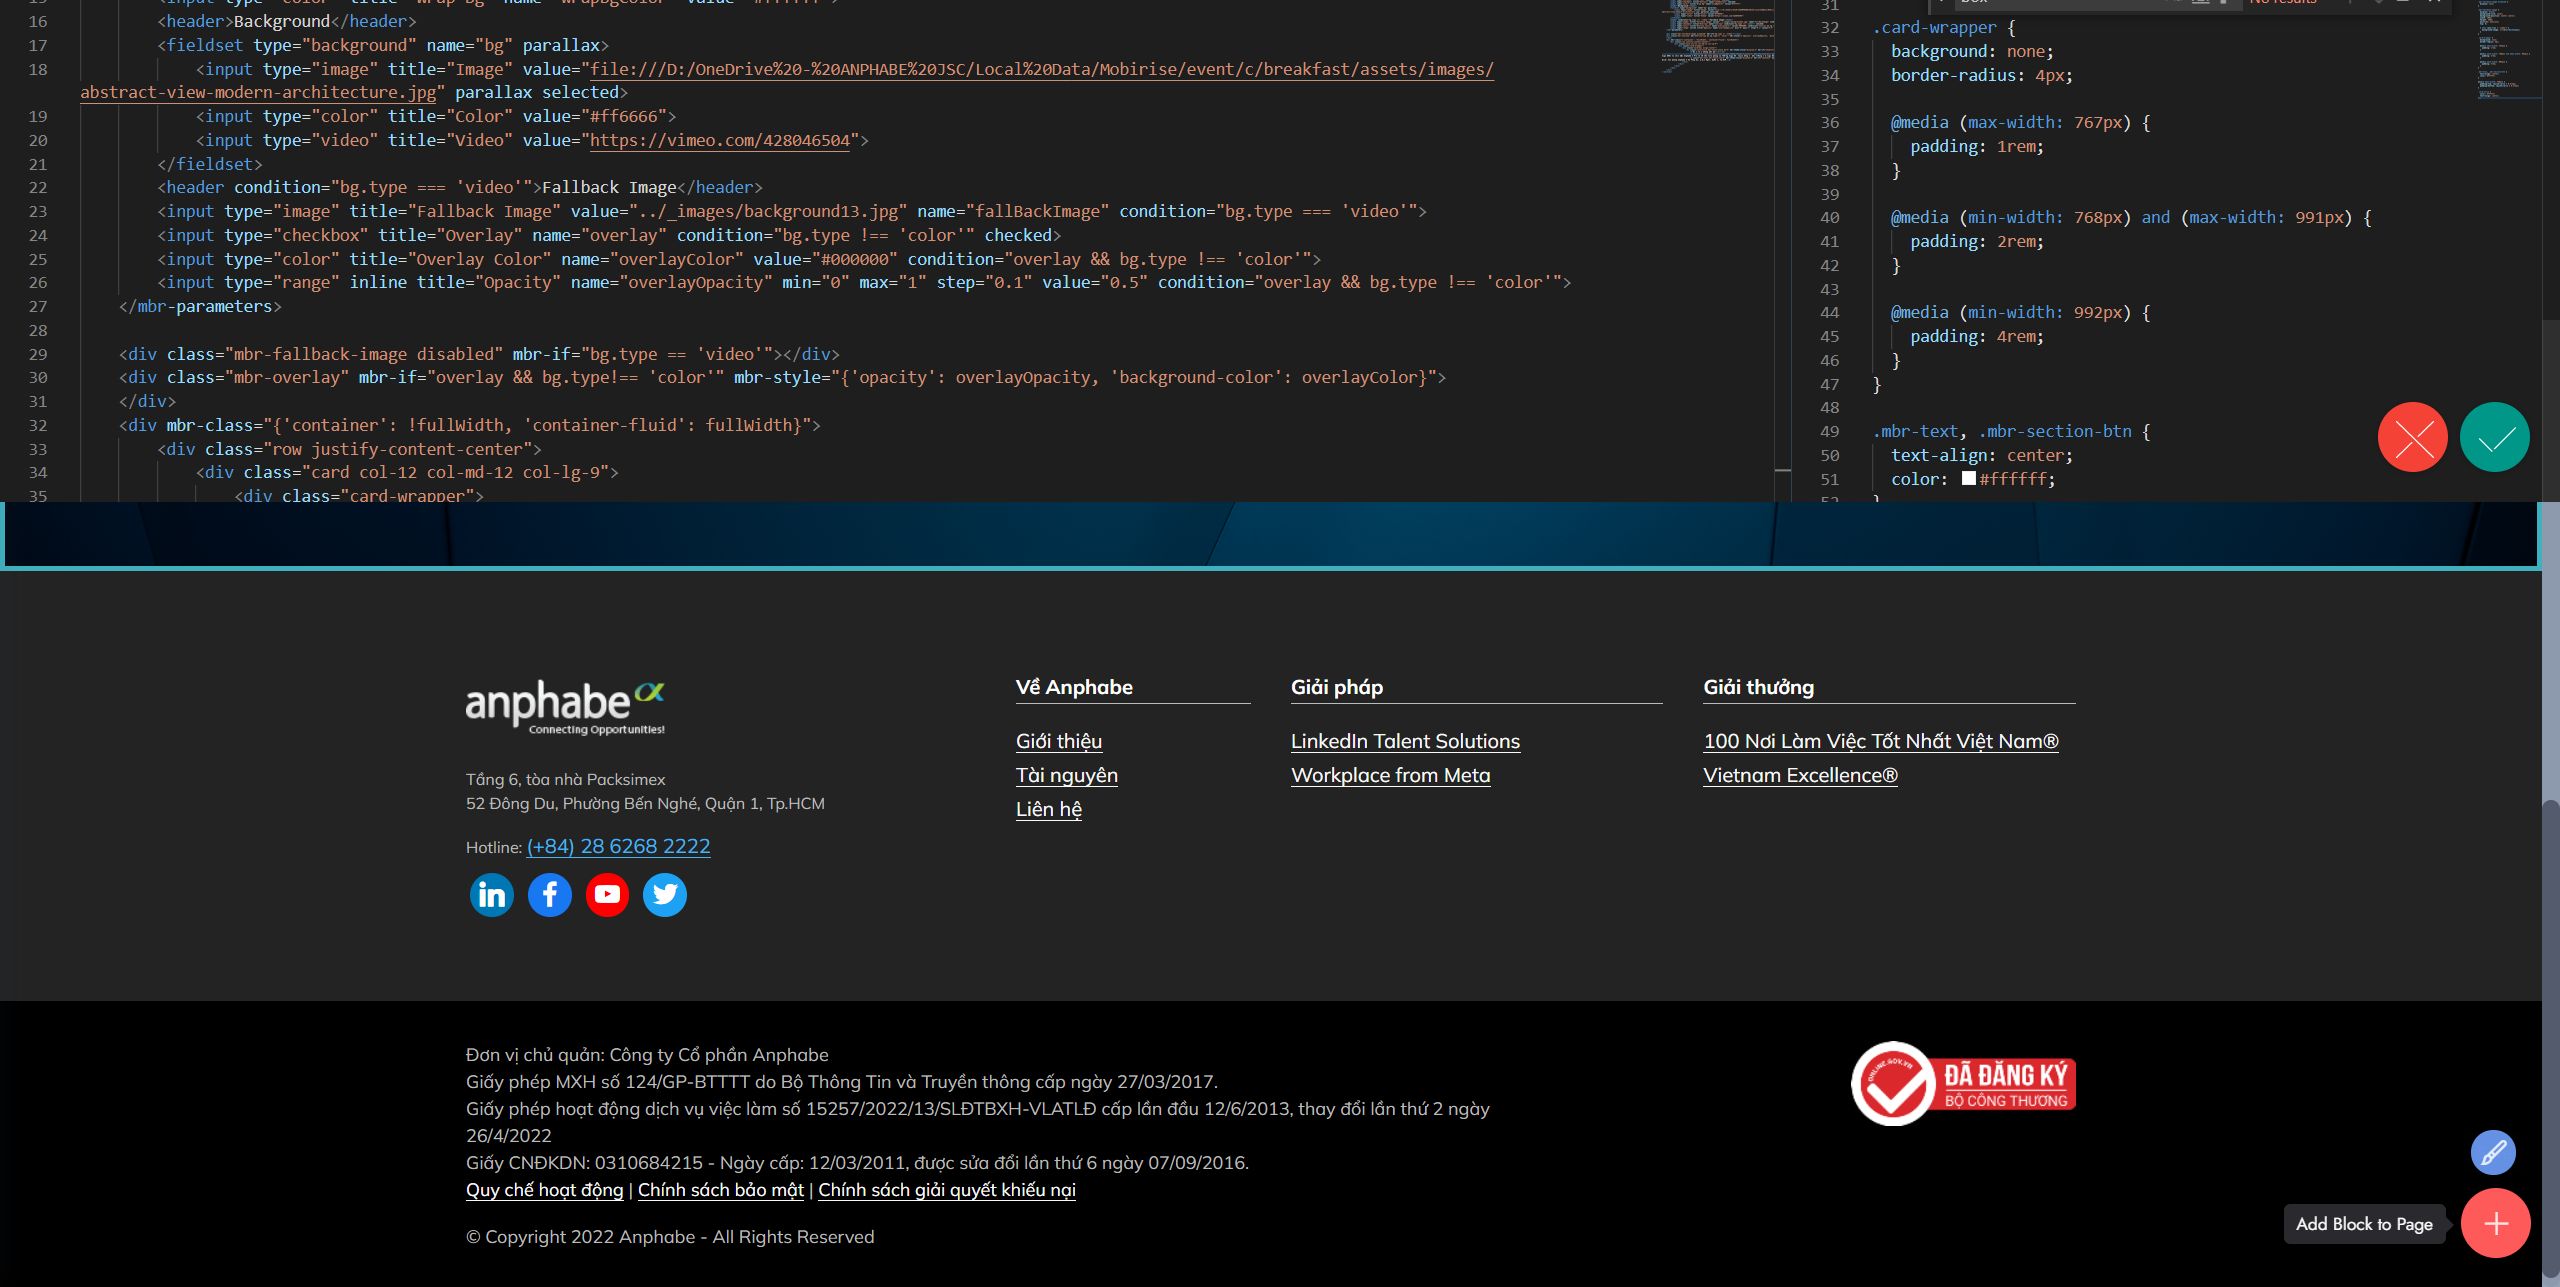 16 <header>Background</header>
17 <fieldset type="background" name="bg" parallax>
18 <input type="image" title="Image" value="file:///D:/OneDrive%20-%20ANPHABE%20JSC/Local%20Data/Mobirise/event/c/breakfast/assets/images/
abstract-view-modern-architecture.jpg" parallax selected>
19 <input type="color" title="Color" value="#ff6666">
20 <input type="video" title="Video" value="https://vimeo.com/428046504">
21 </fieldset>
22 <header condition="bg.type === 'video'">Fallback Image</header>
23 <input type="image" title="Fallback Image" value="../_images/background13.jpg" name="fallBackImage" condition="bg.type === 'video'">
24 <input type="checkbox" title="Overlay" name="overlay" condition="bg.type !== 'color'" checked>
25 <input type="color" title="Overlay Color" name="overlayColor" value="#000000" condition="overlay && bg.type !== 'color'">
26 <input type="range" inline title="Opacity" name="overlayOpacity" min="0" max="1" step="0.1" value="0.5" condition="overlay && bg.type !== 'color'">
27 </mbr-parameters>
28
29 <div class="mbr-fallback-image disabled" mbr-if="bg.type == 'video'"></div>
30 <div class="mbr-overlay" mbr-if="overlay && bg.type!== 'color'" mbr-style="{'opacity': overlayOpacity, 'background-color': overlayColor}">
31 </div>
32 <div mbr-class="{'container': !fullWidth, 'container-fluid': fullWidth}">
33 <div class="row justify-content-center">
34 <div class="card col-12 col-md-12 col-lg-9">
35 <div class="card-wrapper">
No results
31
32 .card-wrapper {
33 background: none;
34 border-radius: 4px;
35
36 @media (max-width: 767px) {
37 padding: 1rem;
38 }
39
40 @media (min-width: 768px) and (max-width: 991px) {
41 padding: 2rem;
42 }
43
44 @media (min-width: 992px) {
45 padding: 4rem;
46 }
47 }
48
49 .mbr-text, .mbr-section-btn {
50 text-align: center;
51 color: #ffffff;
52 }
anphabe
Connecting Opportunities!
Tầng 6, tòa nhà Packsimex
52 Đông Du, Phường Bến Nghé, Quận 1, Tp.HCM
Hotline: (+84) 28 6268 2222
Về Anphabe
Giới thiệu
Tài nguyên
Liên hệ
Giải pháp
LinkedIn Talent Solutions
Workplace from Meta
Giải thưởng
100 Nơi Làm Việc Tốt Nhất Việt Nam®
Vietnam Excellence®
Đơn vị chủ quản: Công ty Cổ phần Anphabe
Giấy phép MXH số 124/GP-BTTTT do Bộ Thông Tin và Truyền thông cấp ngày 27/03/2017.
Giấy phép hoạt động dịch vụ việc làm số 15257/2022/13/SLĐTBXH-VLATLĐ cấp lần đầu 12/6/2013, thay đổi lần thứ 2 ngày
26/4/2022
Giấy CNĐKDN: 0310684215 - Ngày cấp: 12/03/2011, được sửa đổi lần thứ 6 ngày 07/09/2016.
Quy chế hoạt động | Chính sách bảo mật | Chính sách giải quyết khiếu nại
© Copyright 2022 Anphabe - All Rights Reserved
ONLINE.GOV.VN
ĐÃ ĐĂNG KÝ
BỘ CÔNG THƯƠNG
Add Block to Page